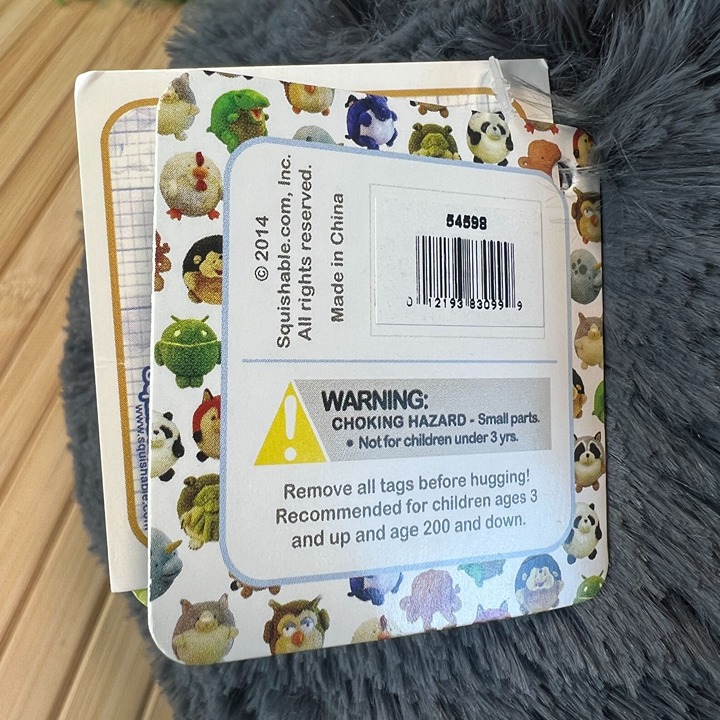 © 2014
Squishable.com, Inc.
All rights reserved.
Made in China
54598
0 12193 83099 9
WARNING:
CHOKING HAZARD - Small parts.
• Not for children under 3 yrs.
Remove all tags before hugging!
Recommended for children ages 3
and up and age 200 and down.
www.squishable.com